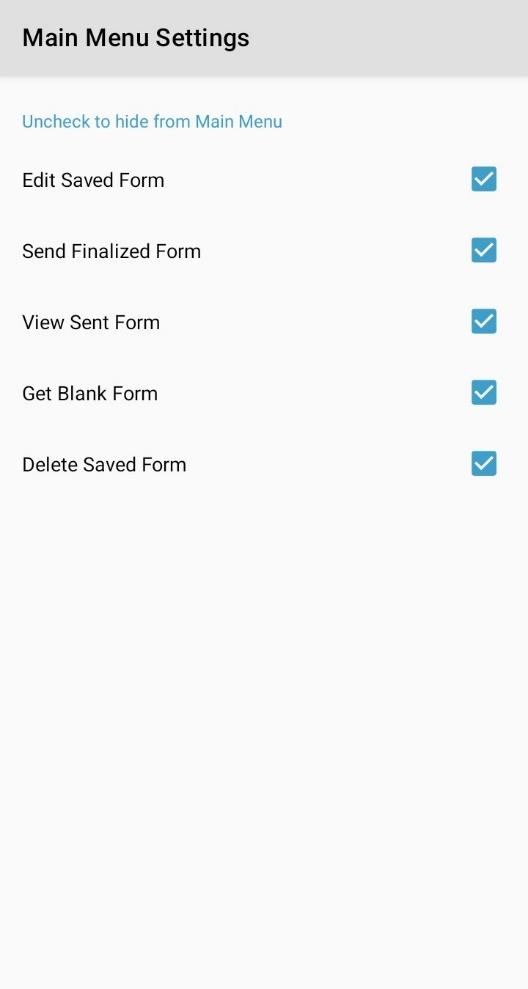 Main Menu Settings
Uncheck to hide from Main Menu
Edit Saved Form
Send Finalized Form
View Sent Form
Get Blank Form
Delete Saved Form